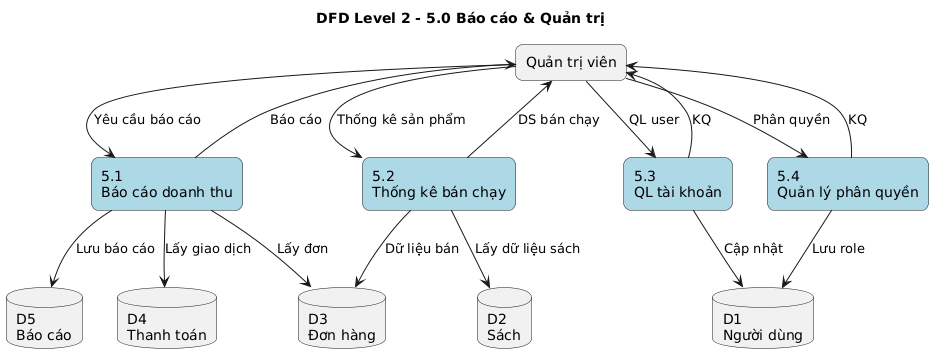 DFD Level 2 - 5.0 Báo cáo & Quản trị
Quản trị viên
Yêu cầu báo cáo
Báo cáo
Thống kê sản phẩm
DS bán chạy
QL user
KQ
Phân quyền
KQ
5.1
Báo cáo doanh thu
5.2
Thống kê bán chạy
5.3
QL tài khoản
5.4
Quản lý phân quyền
Lưu báo cáo
Lấy giao dịch
Lấy đơn
Dữ liệu bán
Lấy dữ liệu sách
Cập nhật
Lưu role
D5
Báo cáo
D4
Thanh toán
D3
Đơn hàng
D2
Sách
D1
Người dùng